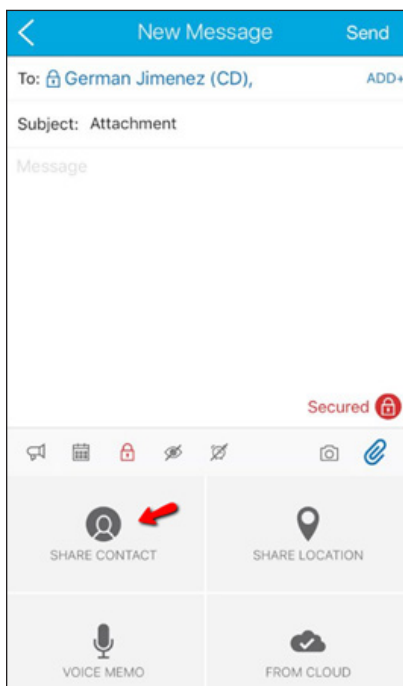 New Message Send
To: German Jimenez (CD), ADD+
Subject: Attachment
Message
Secured
SHARE CONTACT SHARE LOCATION
VOICE MEMO FROM CLOUD